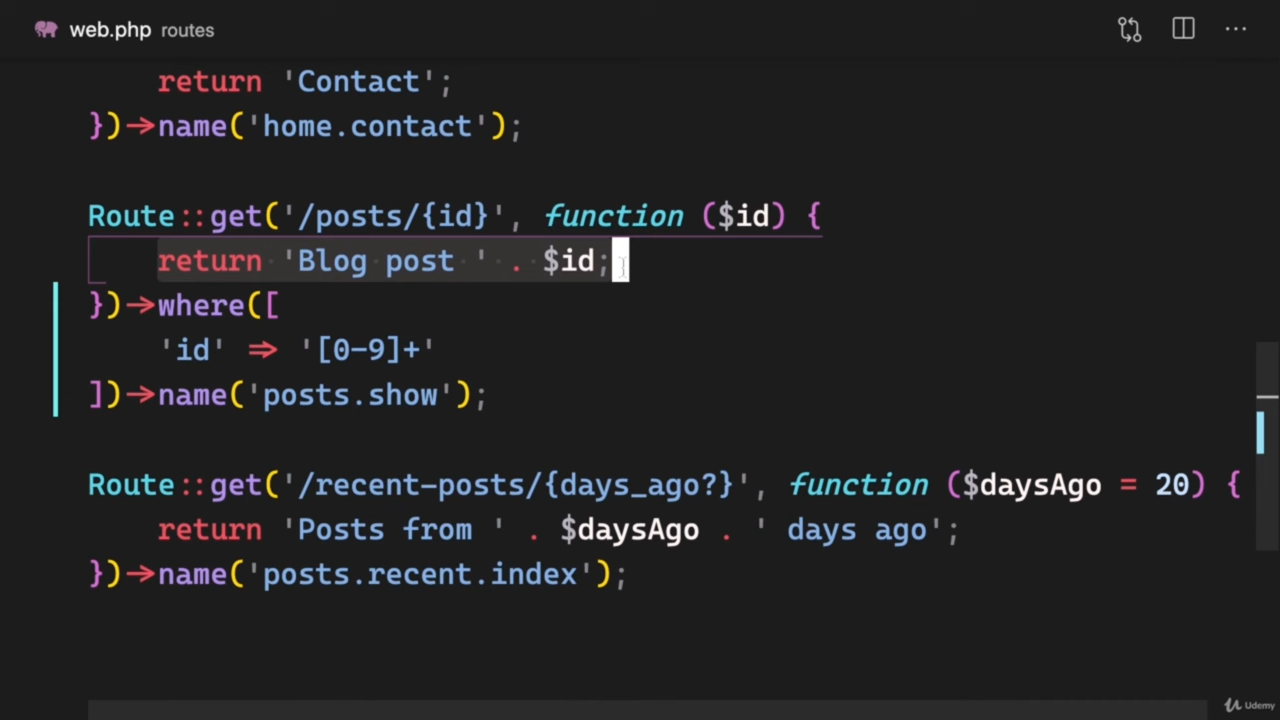 web.php routes
    return 'Contact';
})->name('home.contact');
Route::get('/posts/{id}', function ($id) {
    return 'Blog post ' . $id;
})->where([
    'id' => '[0-9]+'
])->name('posts.show');
Route::get('/recent-posts/{days_ago?}', function ($daysAgo = 20) {
    return 'Posts from ' . $daysAgo . ' days ago';
})->name('posts.recent.index');
Udemy